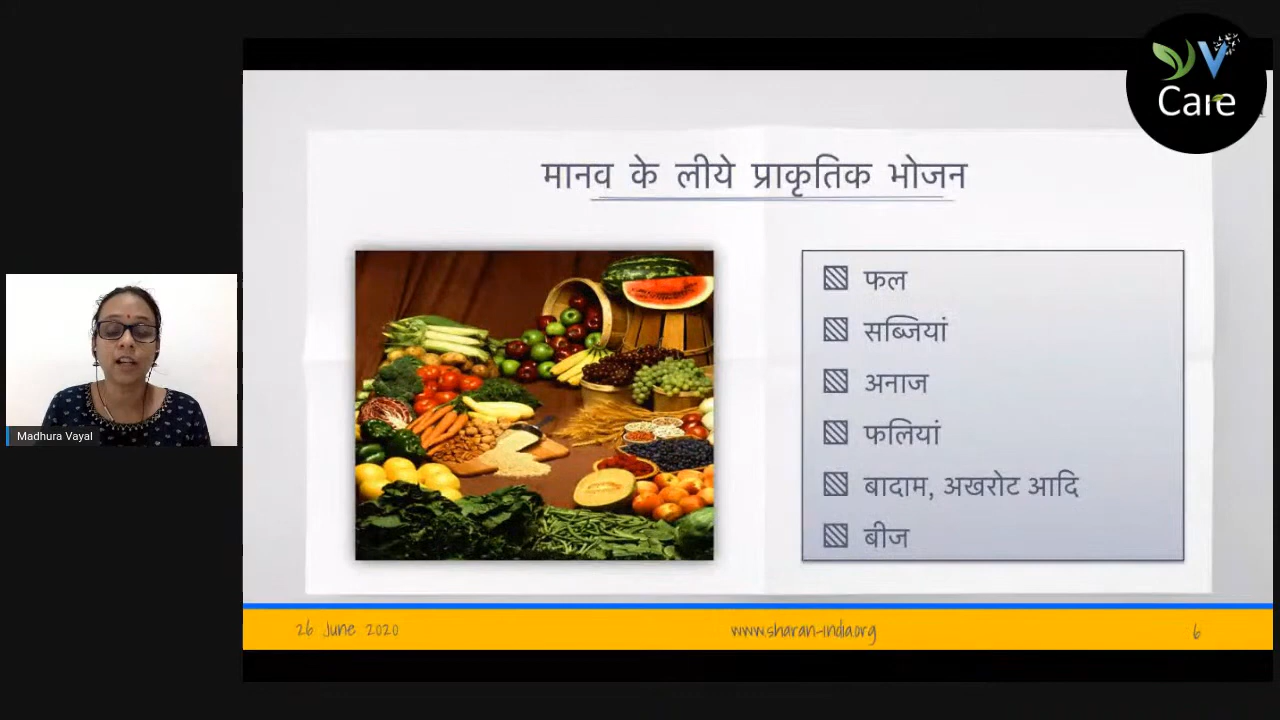 V
Care
मानव के लीये प्राकृतिक भोजन
फल
सब्जियां
अनाज
फलियां
बादाम, अखरोट आदि
बीज
Madhura Vayal
26 June 2020
www.sharan-india.org
6